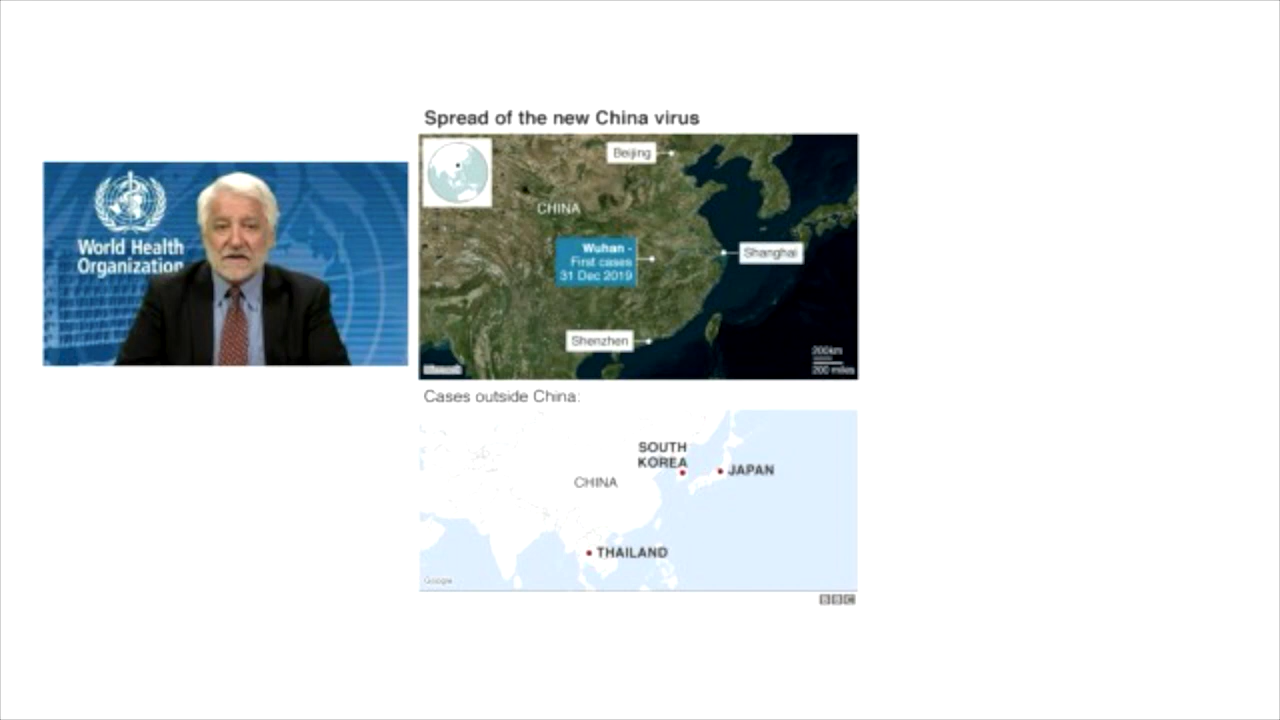 World Health
Organization
Spread of the new China virus
Beijing
CHINA
Wuhan -
First cases
31 Dec 2019
Shanghai
Shenzhen
200km
200 miles
Cases outside China:
SOUTH
KOREA
JAPAN
CHINA
THAILAND
Google
BBC